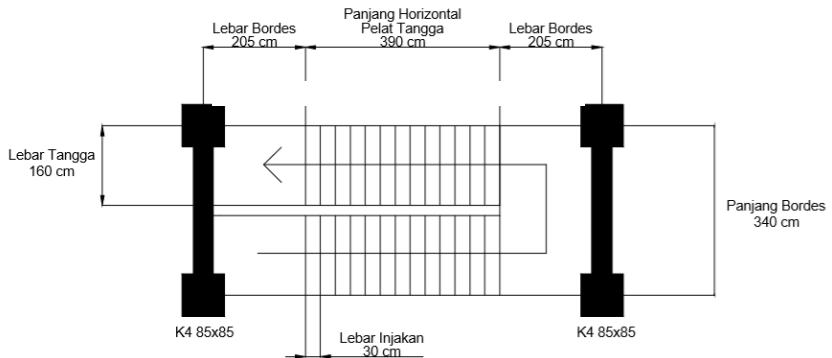 Panjang Horizontal
Lebar Bordes
Pelat Tangga
Lebar Bordes
205 cm
390 cm
205 cm
Lebar Tangga
160 cm
Panjang Bordes
340 cm
K4 85x85
Lebar Injakan
30 cm
K4 85x85